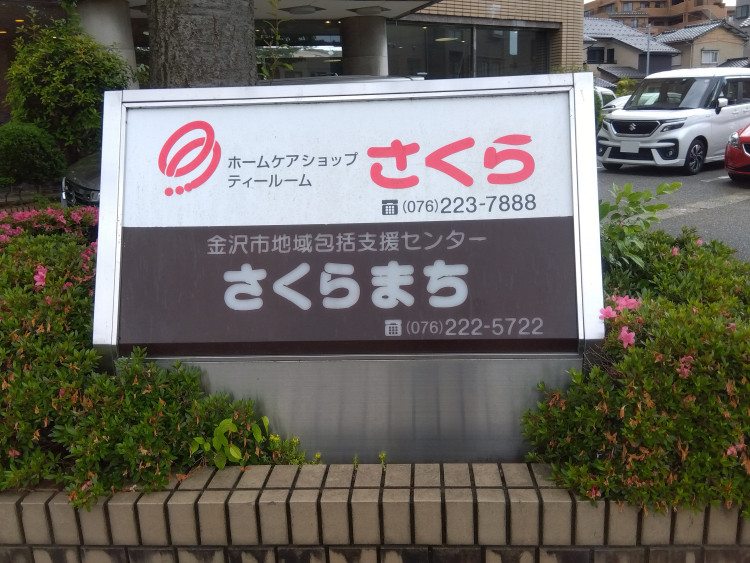 ホームケアショップ
ティールーム
さくら
(076)223-7888
金沢市地域包括支援センター
さくらまち
(076)222-5722